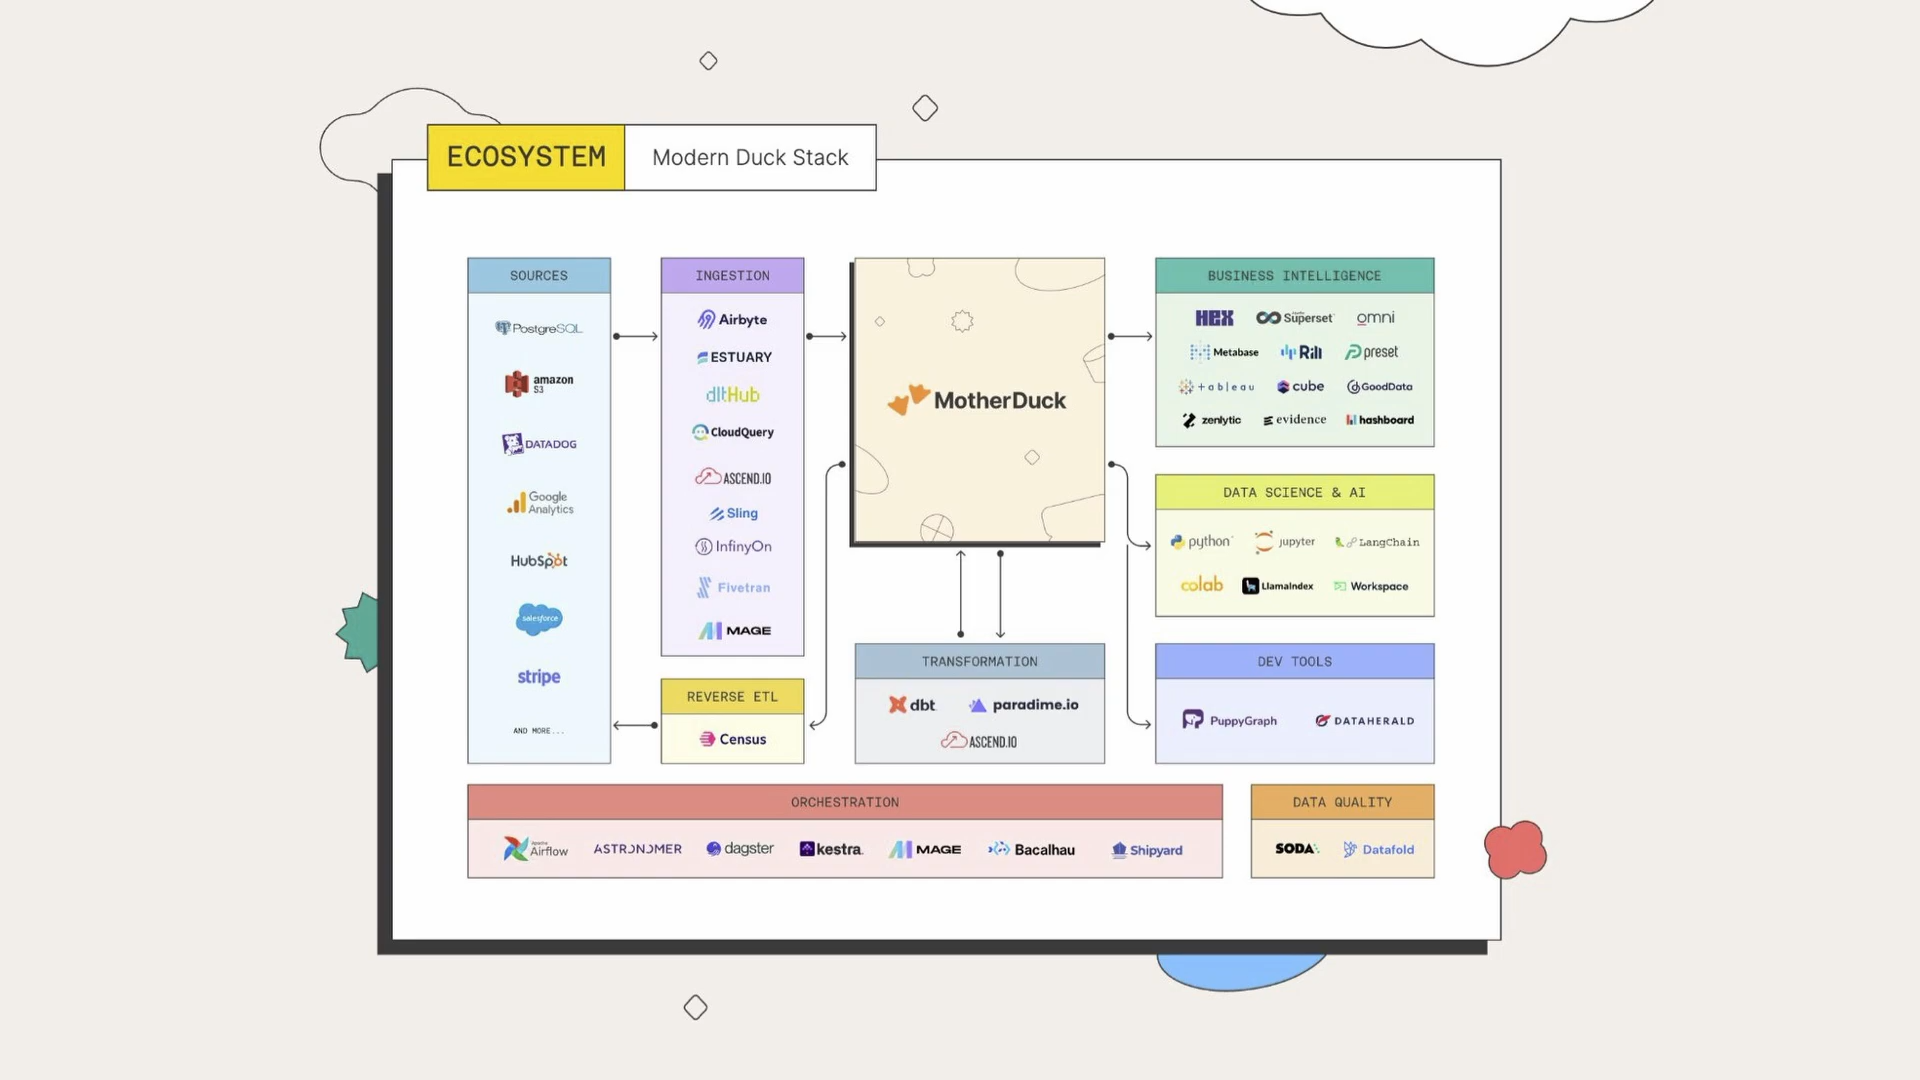 ECOSYSTEM
Modern Duck Stack
SOURCES
PostgreSQL
amazon
S3
DATADOG
Google
Analytics
HubSpot
salesforce
stripe
AND MORE...
INGESTION
Airbyte
ESTUARY
dltHub
CloudQuery
ASCEND.IO
Sling
InfinyOn
Fivetran
MAGE
REVERSE ETL
Census
MotherDuck
TRANSFORMATION
dbt paradime.io
ASCEND.IO
BUSINESS INTELLIGENCE
HEX Superset omni
Metabase Rill preset
+ableau cube GoodData
zenlytic evidence hashboard
DATA SCIENCE & AI
python jupyter LangChain
colab LlamaIndex Workspace
DEV TOOLS
PuppyGraph DATAHERALD
ORCHESTRATION
Apache
Airflow ASTRONOMER dagster kestra MAGE Bacalhau Shipyard
DATA QUALITY
SODA Datafold